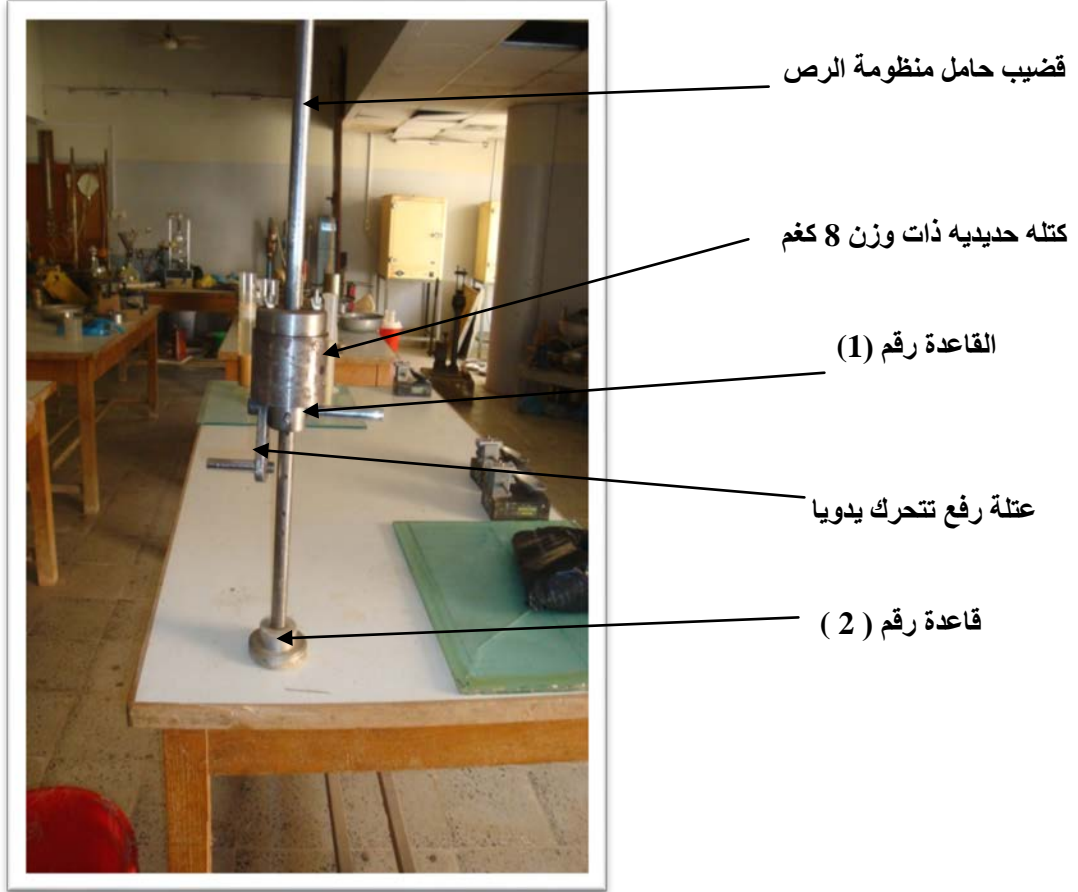 قضيب حامل منظومة الرص
كتله حديديه ذات وزن 8 كغم
القاعدة رقم (1)
عتلة رفع تتحرك يدويا
قاعدة رقم ( 2 )